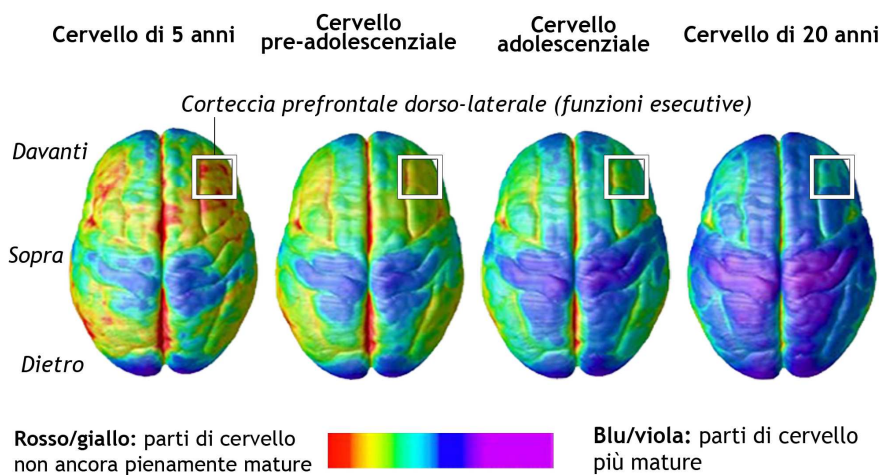 Cervello di 5 anni
Cervello
pre-adolescenziale
Cervello
adolescenziale
Cervello di 20 anni
Corteccia prefrontale dorso-laterale (funzioni esecutive)
Davanti
Sopra
Dietro
Rosso/giallo: parti di cervello
non ancora pienamente mature
Blu/viola: parti di cervello
più mature